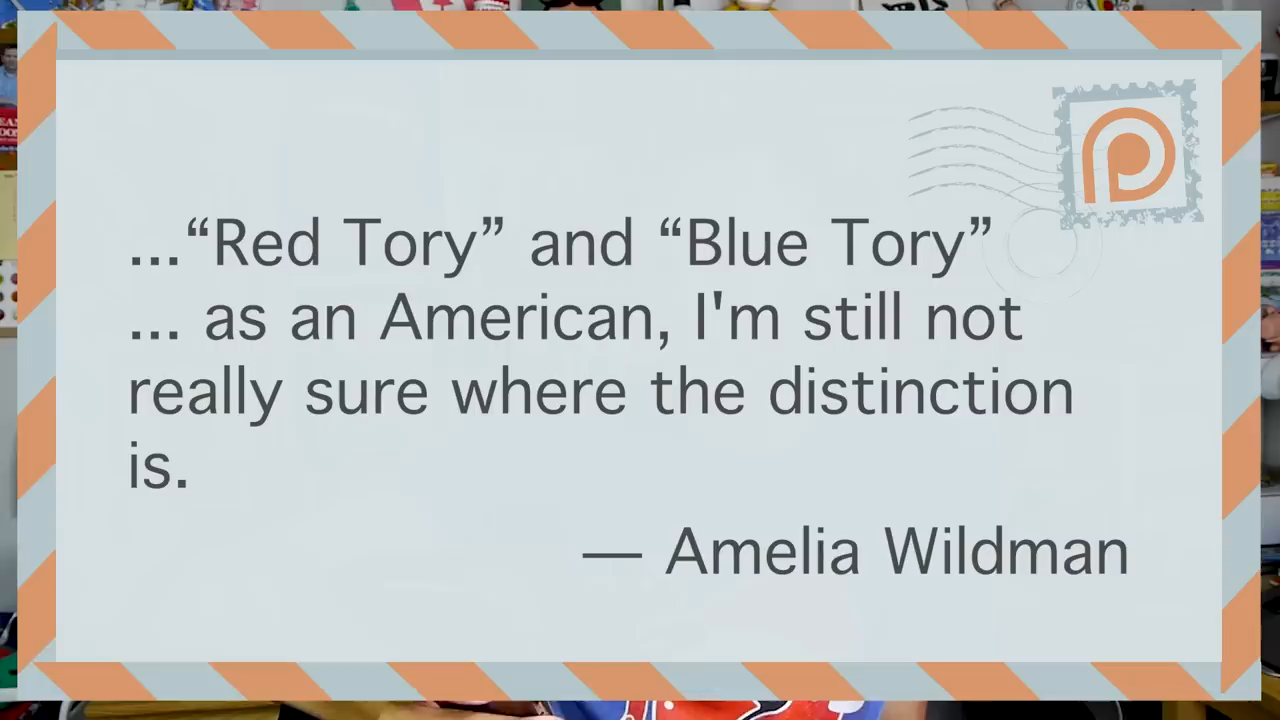 ...“Red Tory” and “Blue Tory”
... as an American, I'm still not
really sure where the distinction
is.
— Amelia Wildman